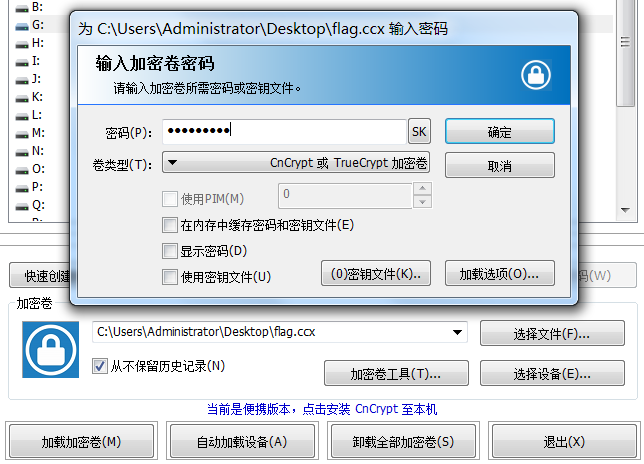 B:
G:
H:
I:
J:
K:
L:
M:
N:
O:
P:
Q:
为 C:\Users\Administrator\Desktop\flag.ccx 输入密码
输入加密卷密码
请输入加密卷所需密码或密钥文件。
密码(P): ●●●●●●●●● SK 确定
卷类型(T): CnCrypt 或 TrueCrypt 加密卷 取消
使用PIM(M) 0
在内存中缓存密码和密钥文件(E)
显示密码(D)
使用密钥文件(U) (0)密钥文件(K).. 加载选项(O)...
快速创建 (W)
加密卷
C:\Users\Administrator\Desktop\flag.ccx 选择文件(F)...
从不保留历史记录(N) 加密卷工具(T)... 选择设备(E)...
当前是便携版本，点击安装 CnCrypt 至本机
加载加密卷(M) 自动加载设备(A) 卸载全部加密卷(S) 退出(X)